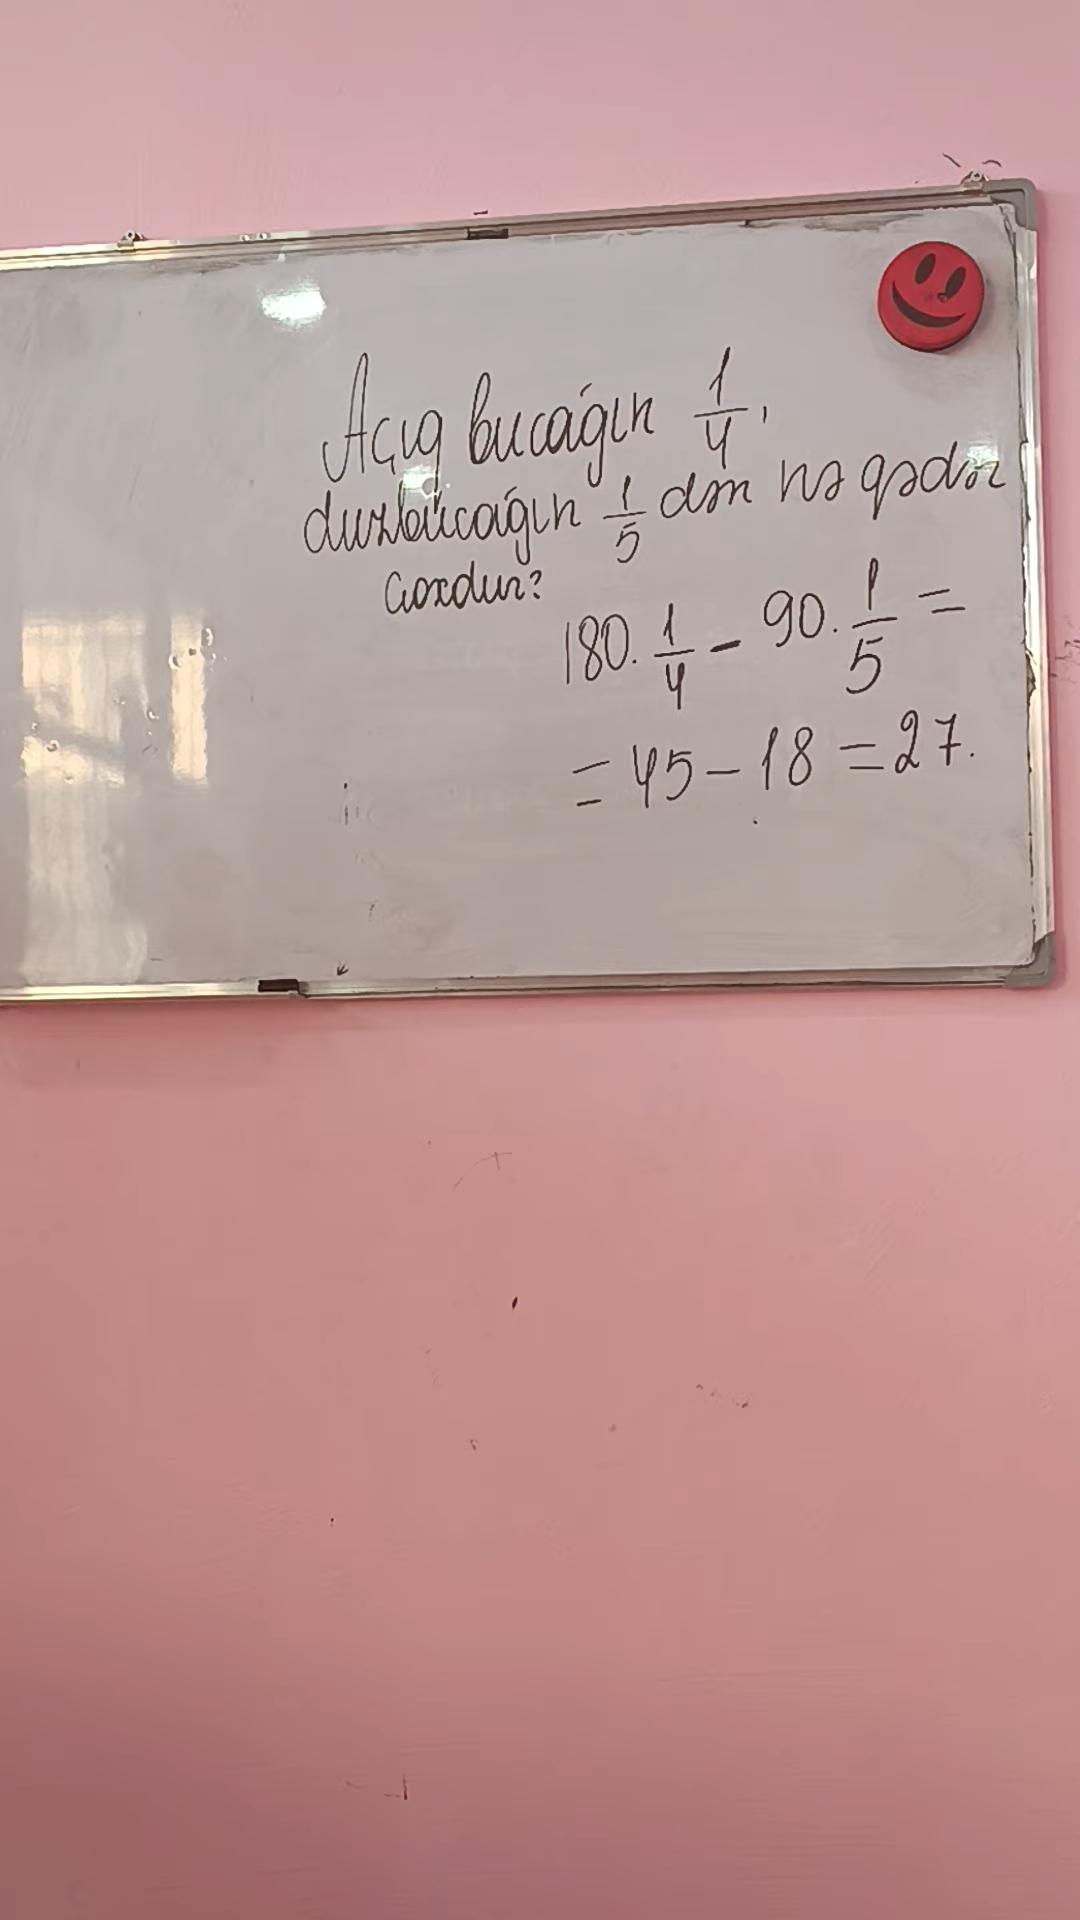 Açıq bucağın 1/4,
düzbucağın 1/5 dən nə qədər
çoxdur?
180 · 1/4 - 90 · 1/5 =
= 45 - 18 = 27.